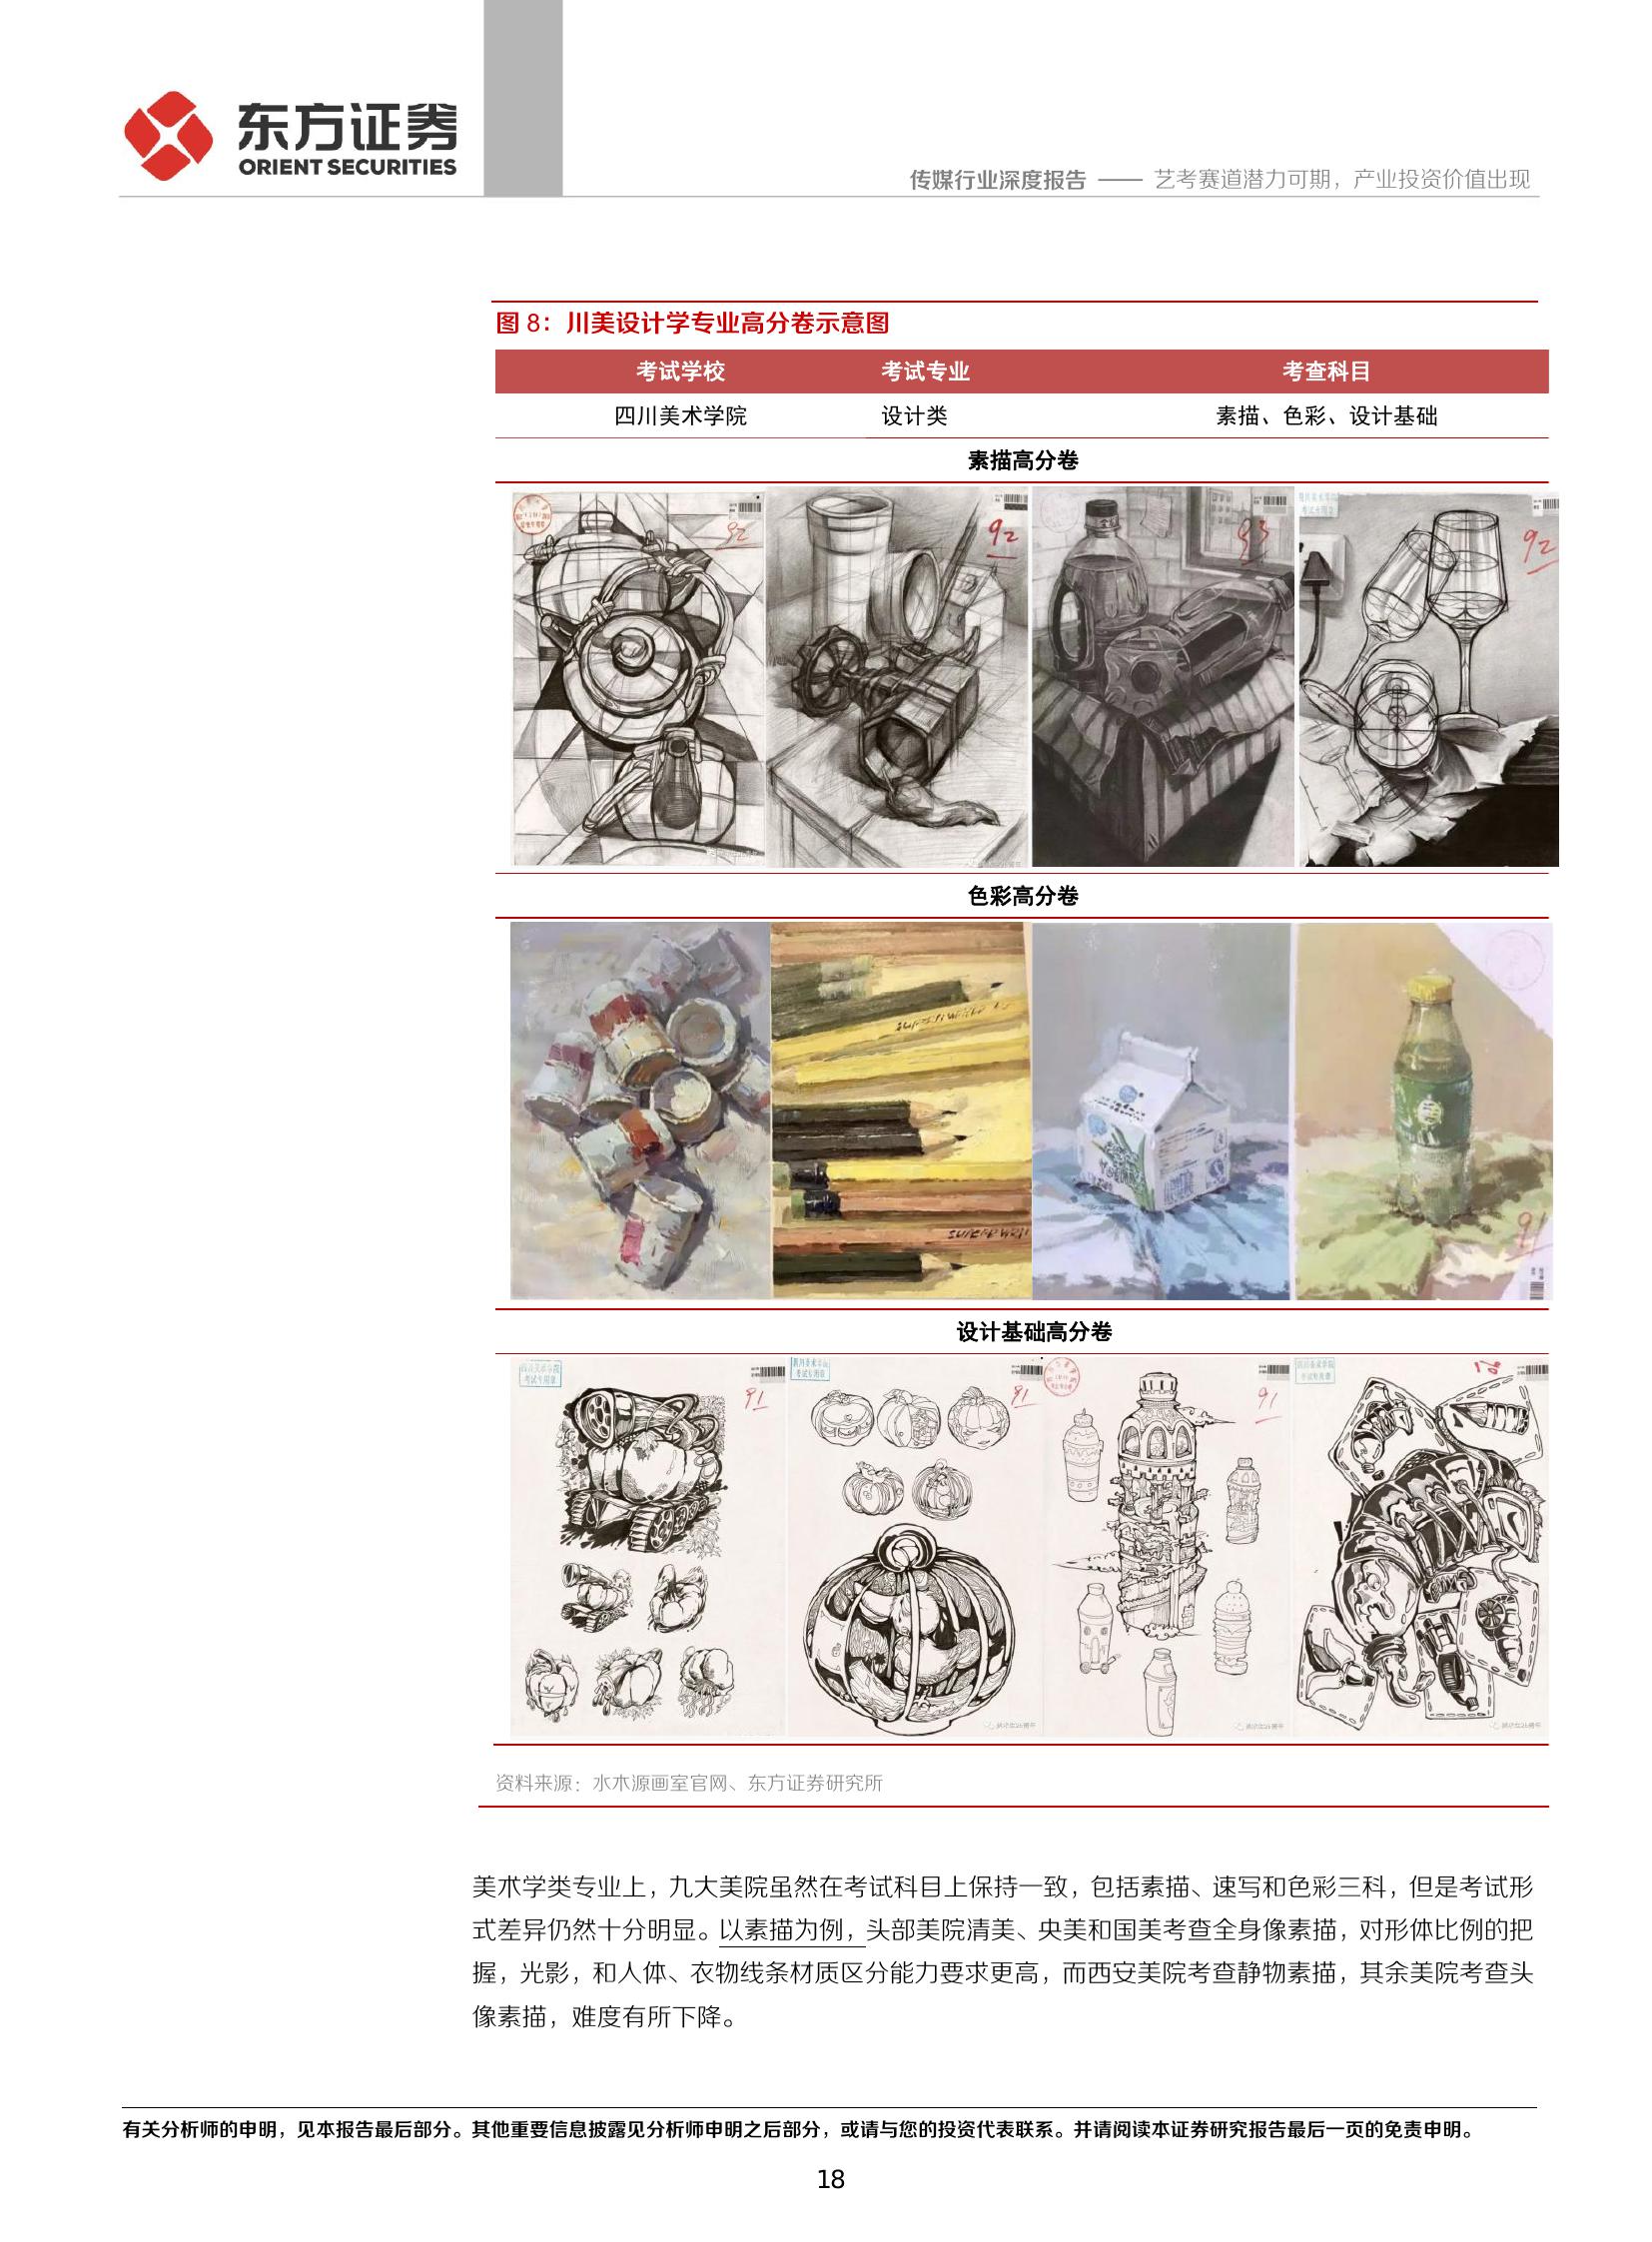 东方证券
ORIENT SECURITIES
传媒行业深度报告 —— 艺考赛道潜力可期，产业投资价值出现
图 8：川美设计学专业高分卷示意图
考试学校 考试专业 考查科目
四川美术学院 设计类 素描、色彩、设计基础
素描高分卷
92 92 93 92
色彩高分卷
91
设计基础高分卷
91 91 91
资料来源：水木源画室官网、东方证券研究所
美术学类专业上，九大美院虽然在考试科目上保持一致，包括素描、速写和色彩三科，但是考试形
式差异仍然十分明显。以素描为例，头部美院清美、央美和国美考查全身像素描，对形体比例的把
握，光影，和人体、衣物线条材质区分能力要求更高，而西安美院考查静物素描，其余美院考查头
像素描，难度有所下降。
有关分析师的申明，见本报告最后部分。其他重要信息披露见分析师申明之后部分，或请与您的投资代表联系。并请阅读本证券研究报告最后一页的免责申明。
18